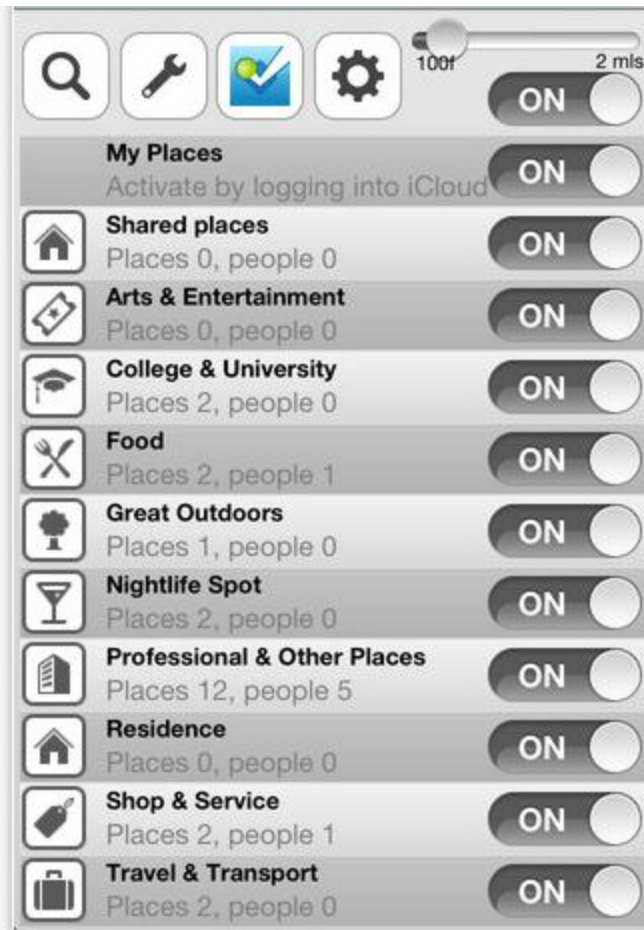 100f
2 mls
ON
My Places
Activate by logging into iCloud
ON
Shared places
Places 0, people 0
ON
Arts & Entertainment
Places 0, people 0
ON
College & University
Places 2, people 0
ON
Food
Places 2, people 1
ON
Great Outdoors
Places 1, people 0
ON
Nightlife Spot
Places 2, people 0
ON
Professional & Other Places
Places 12, people 5
ON
Residence
Places 0, people 0
ON
Shop & Service
Places 2, people 1
ON
Travel & Transport
Places 2, people 0
ON